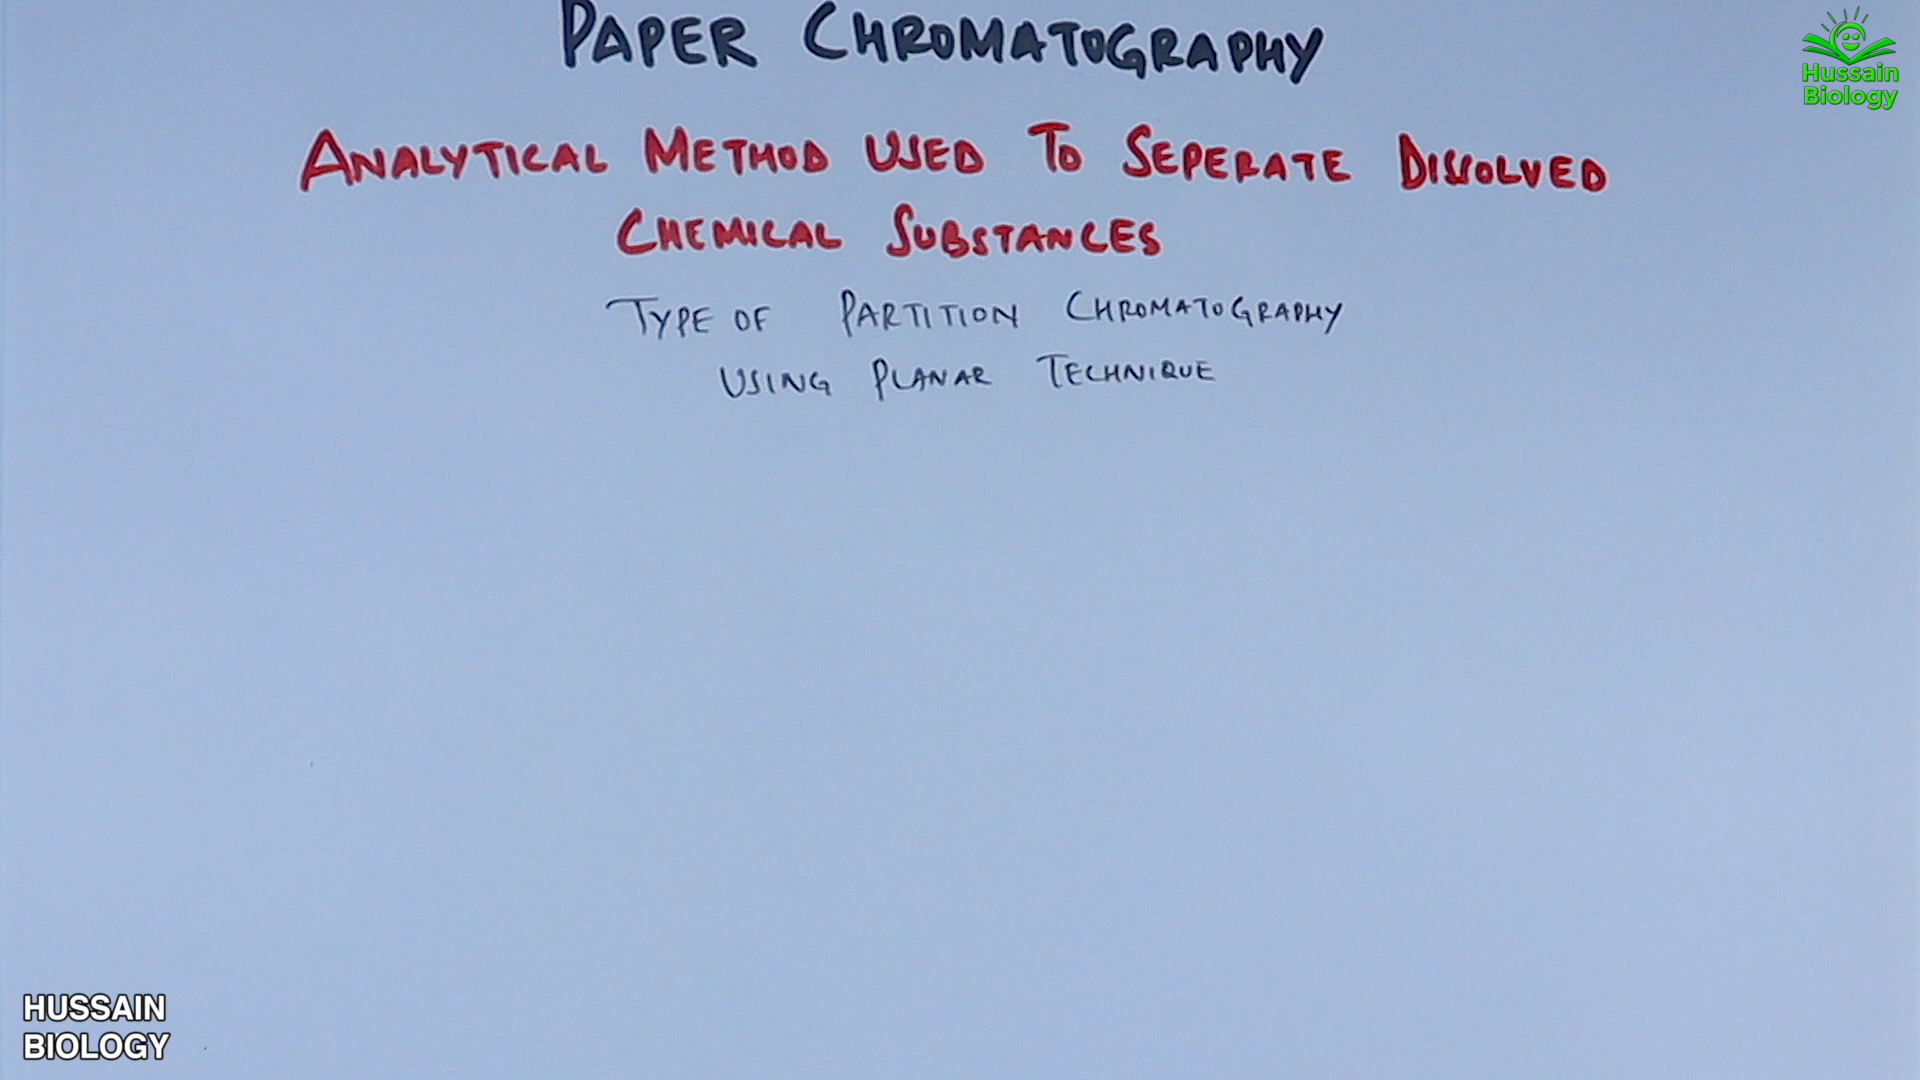 PAPER CHROMATOGRAPHY
ANALYTICAL METHOD USED TO SEPERATE DISSOLVED
CHEMICAL SUBSTANCES
TYPE OF PARTITION CHROMATOGRAPHY
USING PLANAR TECHNIQUE
Hussain
Biology
HUSSAIN
BIOLOGY